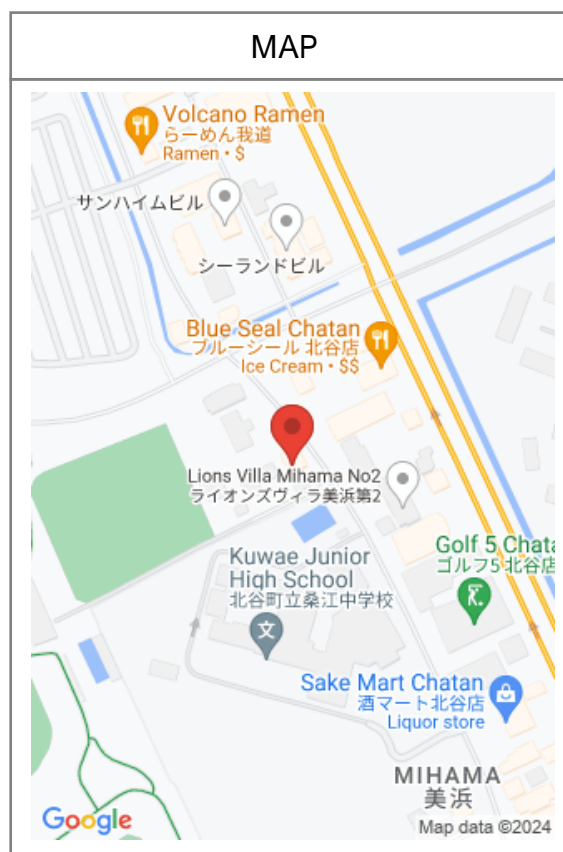 MAP
Volcano Ramen
らーめん我道
Ramen • $
サンハイムビル
シーランドビル
Blue Seal Chatan
ブルーシール 北谷店
Ice Cream • $$
Lions Villa Mihama No2
ライオンズヴィラ美浜第2
Golf 5 Chata
ゴルフ5 北谷店
Kuwae Junior
High School
北谷町立桑江中学校
文
Sake Mart Chatan
酒マート北谷店
Liquor store
MIHAMA
美浜
Google
Map data ©2024